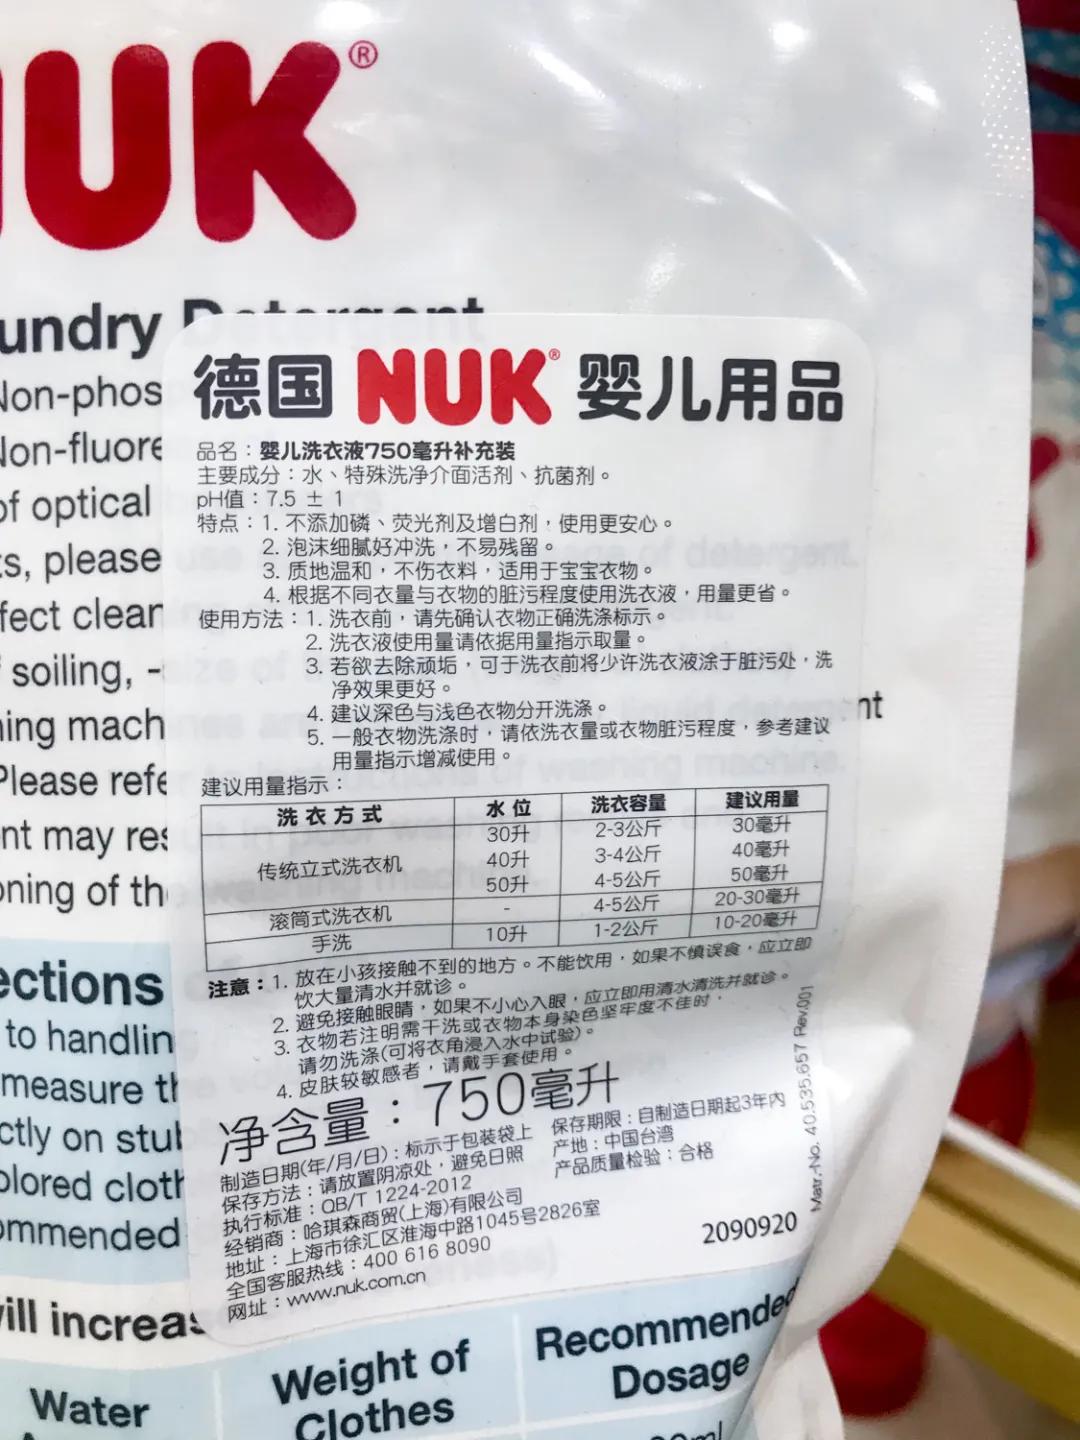 NUK®
undry Detergent
Non-phos
Non-fluore
of optical
ts, please
fect clean
soiling, -
ning mach
Please refe
nt may res
oning of the
德国 NUK® 婴儿用品
品名：婴儿洗衣液750毫升补充装
主要成分：水、特殊洗净介面活剂、抗菌剂。
pH值：7.5 ± 1
特点：1. 不添加磷、荧光剂及增白剂，使用更安心。
2. 泡沫细腻好冲洗，不易残留。
3. 质地温和，不伤衣料，适用于宝宝衣物。
4. 根据不同衣量与衣物的脏污程度使用洗衣液，用量更省。
使用方法：1. 洗衣前，请先确认衣物正确洗涤标示。
2. 洗衣液使用量请依据用量指示取量。
3. 若欲去除顽垢，可于洗衣前将少许洗衣液涂于脏污处，洗
净效果更好。
4. 建议深色与浅色衣物分开洗涤。
5. 一般衣物洗涤时，请依洗衣量或衣物脏污程度，参考建议
用量指示增减使用。
建议用量指示：
洗衣方式 水位 洗衣容量 建议用量
30升 2-3公斤 30毫升
传统立式洗衣机 40升 3-4公斤 40毫升
50升 4-5公斤 50毫升
滚筒式洗衣机 - 4-5公斤 20-30毫升
手洗 10升 1-2公斤 10-20毫升
注意：1. 放在小孩接触不到的地方。不能饮用，如果不慎误食，应立即
饮大量清水并就诊。
2. 避免接触眼睛，如果不小心入眼，应立即用清水清洗并就诊。
3. 衣物若注明需干洗或衣物本身染色坚牢度不佳时，
请勿洗涤(可将衣角浸入水中试验)。
4. 皮肤较敏感者，请戴手套使用。
净含量：750毫升
制造日期(年/月/日)：标示于包装袋上 保存期限：自制造日期起3年内
保存方法：请放置阴凉处，避免日照 产地：中国台湾
执行标准：QB/T 1224-2012 产品质量检验：合格
经销商：哈琪森商贸(上海)有限公司
地址：上海市徐汇区淮海中路1045号2826室
全国客服热线：400 616 8090
网址：www.nuk.com.cn
2090920
Matr.-No. 40.535.657 Rev.001
ections
to handlin
measure th
ctly on stub
olored cloth
ommended
will increas
Water Weight of Clothes Recommended Dosage